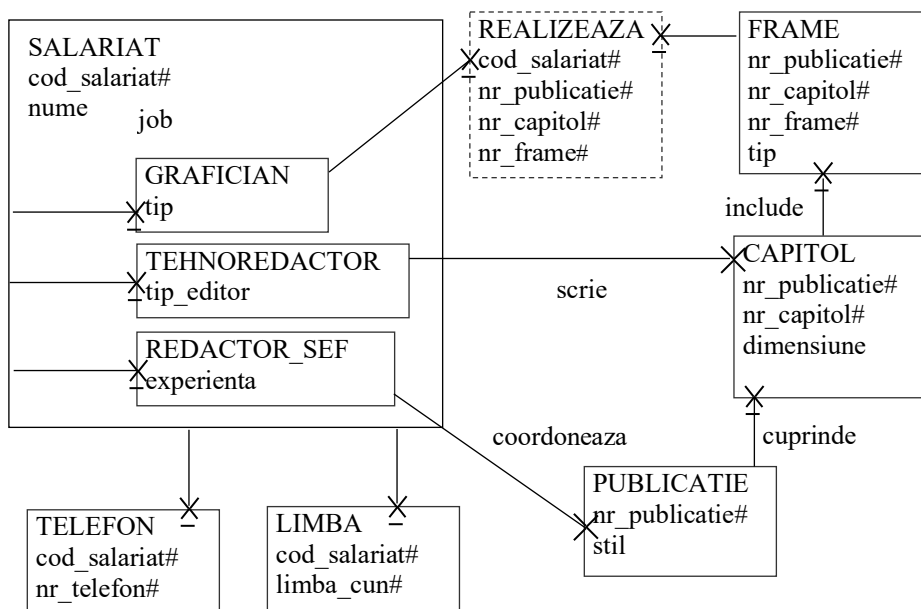 SALARIAT
cod_salariat#
nume
job
GRAFICIAN
tip
TEHNOREDACTOR
tip_editor
REDACTOR_SEF
experienta
REALIZEAZA
cod_salariat#
nr_publicatie#
nr_capitol#
nr_frame#
FRAME
nr_publicatie#
nr_capitol#
nr_frame#
tip
include
scrie
CAPITOL
nr_publicatie#
nr_capitol#
dimensiune
coordoneaza
cuprinde
PUBLICATIE
nr_publicatie#
stil
TELEFON
cod_salariat#
nr_telefon#
LIMBA
cod_salariat#
limba_cun#